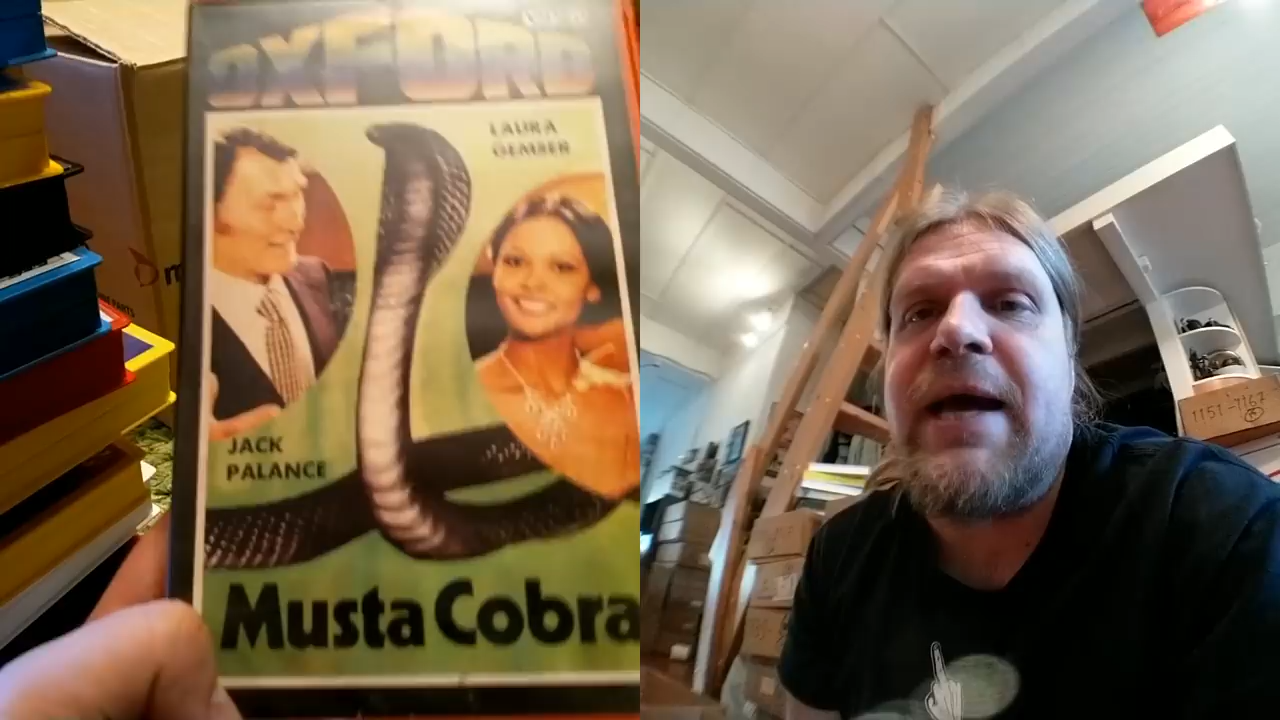 OXFORD
LAURA
GEMSER
JACK
PALANCE
Musta Cobra
1151-1167